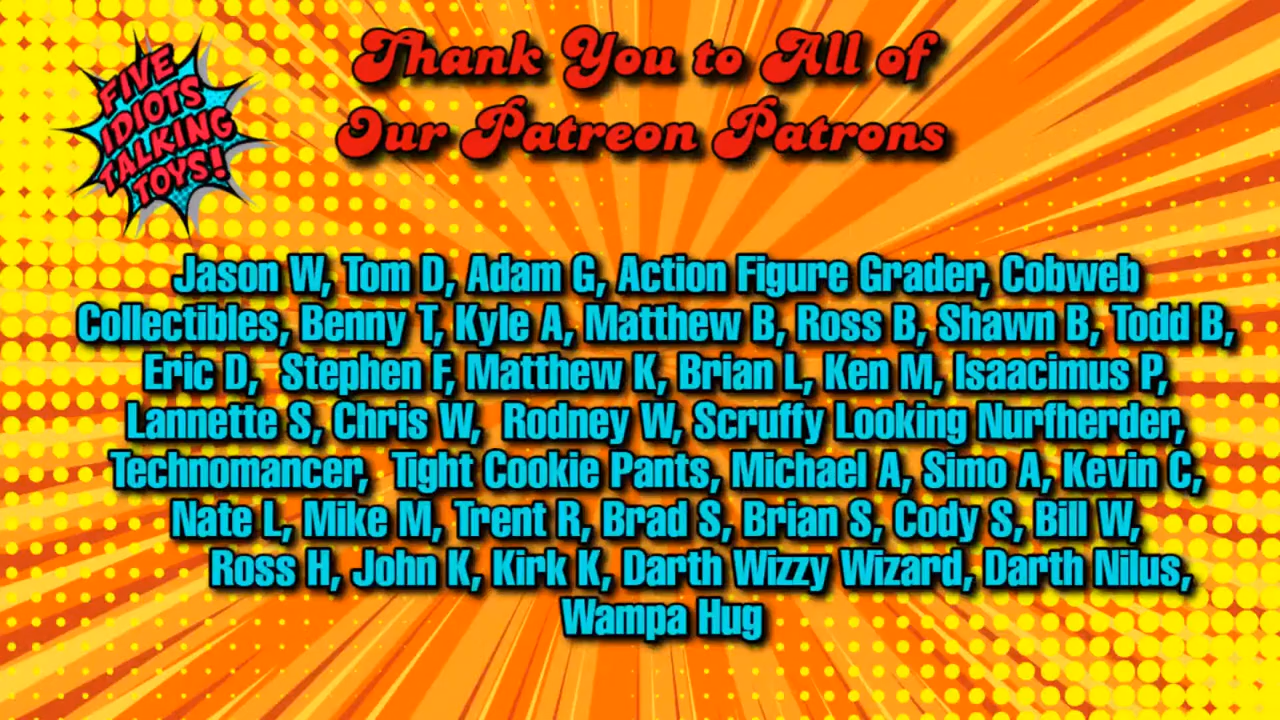 FIVE
IDIOTS
TALKING
TOYS!
Thank You to All of
Our Patreon Patrons
Jason W, Tom D, Adam G, Action Figure Grader, Cobweb
Collectibles, Benny T, Kyle A, Matthew B, Ross B, Shawn B, Todd B,
Eric D, Stephen F, Matthew K, Brian L, Ken M, Isaacimus P,
Lannette S, Chris W, Rodney W, Scruffy Looking Nurfherder,
Technomancer, Tight Cookie Pants, Michael A, Simo A, Kevin C,
Nate L, Mike M, Trent R, Brad S, Brian S, Cody S, Bill W,
Ross H, John K, Kirk K, Darth Wizzy Wizard, Darth Nilus,
Wampa Hug